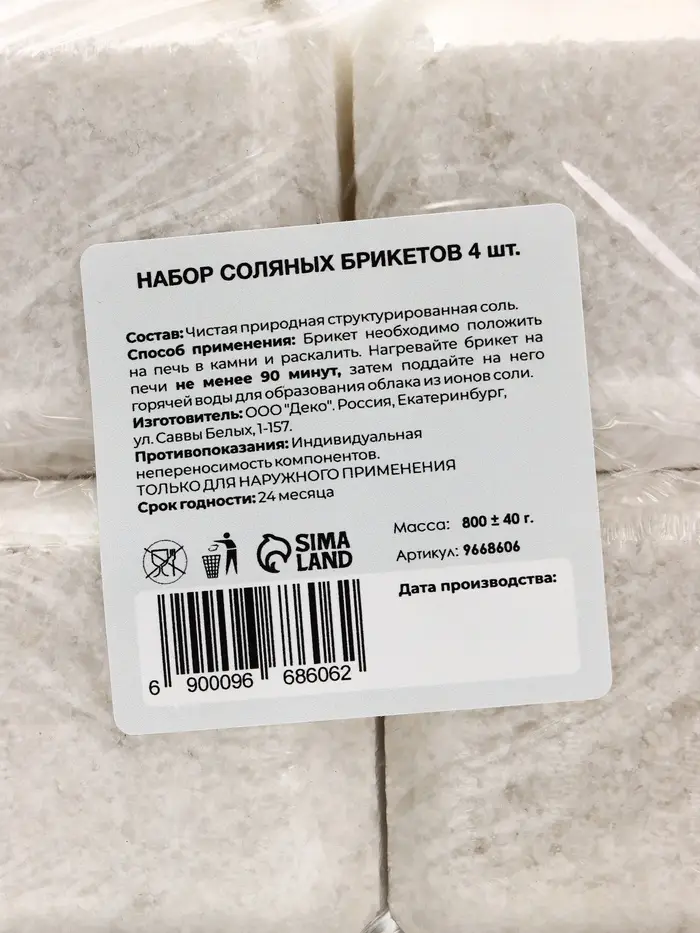 НАБОР СОЛЯНЫХ БРИКЕТОВ 4 шт.
Состав: Чистая природная структурированная соль.
Способ применения: Брикет необходимо положить
на печь в камни и раскалить. Нагревайте брикет на
печи не менее 90 минут, затем поддайте на него
горячей воды для образования облака из ионов соли.
Изготовитель: ООО "Деко". Россия, Екатеринбург,
ул. Саввы Белых, 1-157.
Противопоказания: Индивидуальная
непереносимость компонентов.
ТОЛЬКО ДЛЯ НАРУЖНОГО ПРИМЕНЕНИЯ
Срок годности: 24 месяца
SIMA
LAND
Масса: 800 ± 40 г.
Артикул: 9668606
Дата производства:
6 900096 686062